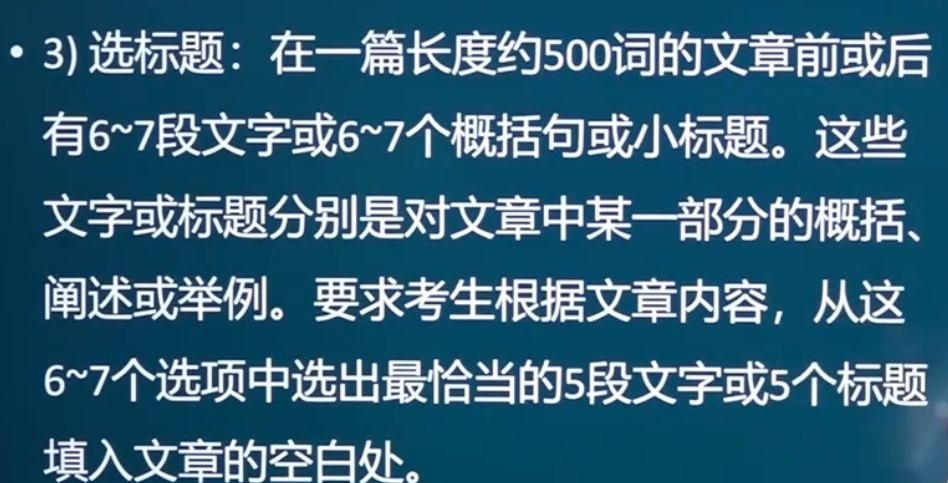 • 3) 选标题：在一篇长度约500词的文章前或后
有6~7段文字或6~7个概括句或小标题。这些
文字或标题分别是对文章中某一部分的概括、
阐述或举例。要求考生根据文章内容，从这
6~7个选项中选出最恰当的5段文字或5个标题
填入文章的空白处。